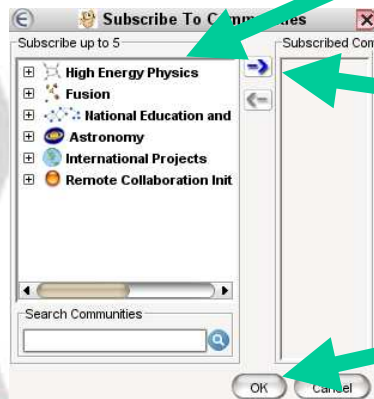 Subscribe To Communities
Subscribe up to 5
Subscribed Com
High Energy Physics
Fusion
National Education and
Astronomy
International Projects
Remote Collaboration Init
Search Communities
OK
Cancel